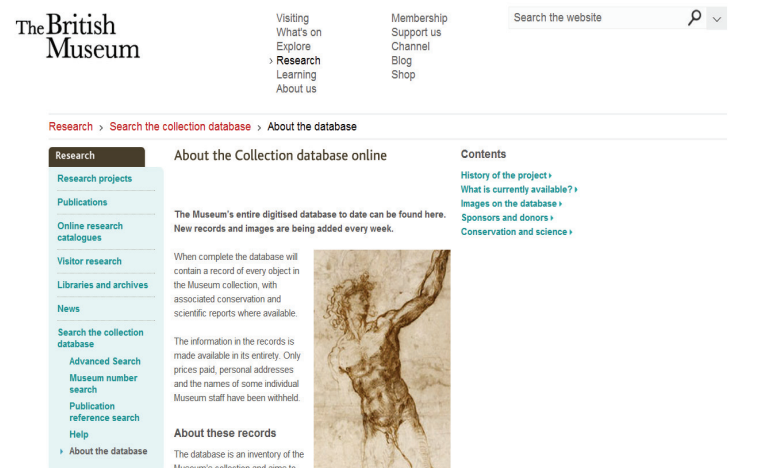 The British
Museum
Visiting
What's on
Explore
› Research
Learning
About us
Membership
Support us
Channel
Blog
Shop
Search the website
Research › Search the collection database › About the database
Research
Research projects
Publications
Online research
catalogues
Visitor research
Libraries and archives
News
Search the collection
database
Advanced Search
Museum number
search
Publication
reference search
Help
About the database
About the Collection database online
The Museum's entire digitised database to date can be found here.
New records and images are being added every week.
When complete the database will
contain a record of every object in
the Museum collection, with
associated conservation and
scientific reports where available.
The information in the records is
made available in its entirety. Only
prices paid, personal addresses
and the names of some individual
Museum staff have been withheld.
About these records
The database is an inventory of the
Museum's collection and aims to
Contents
History of the project
What is currently available?
Images on the database
Sponsors and donors
Conservation and science